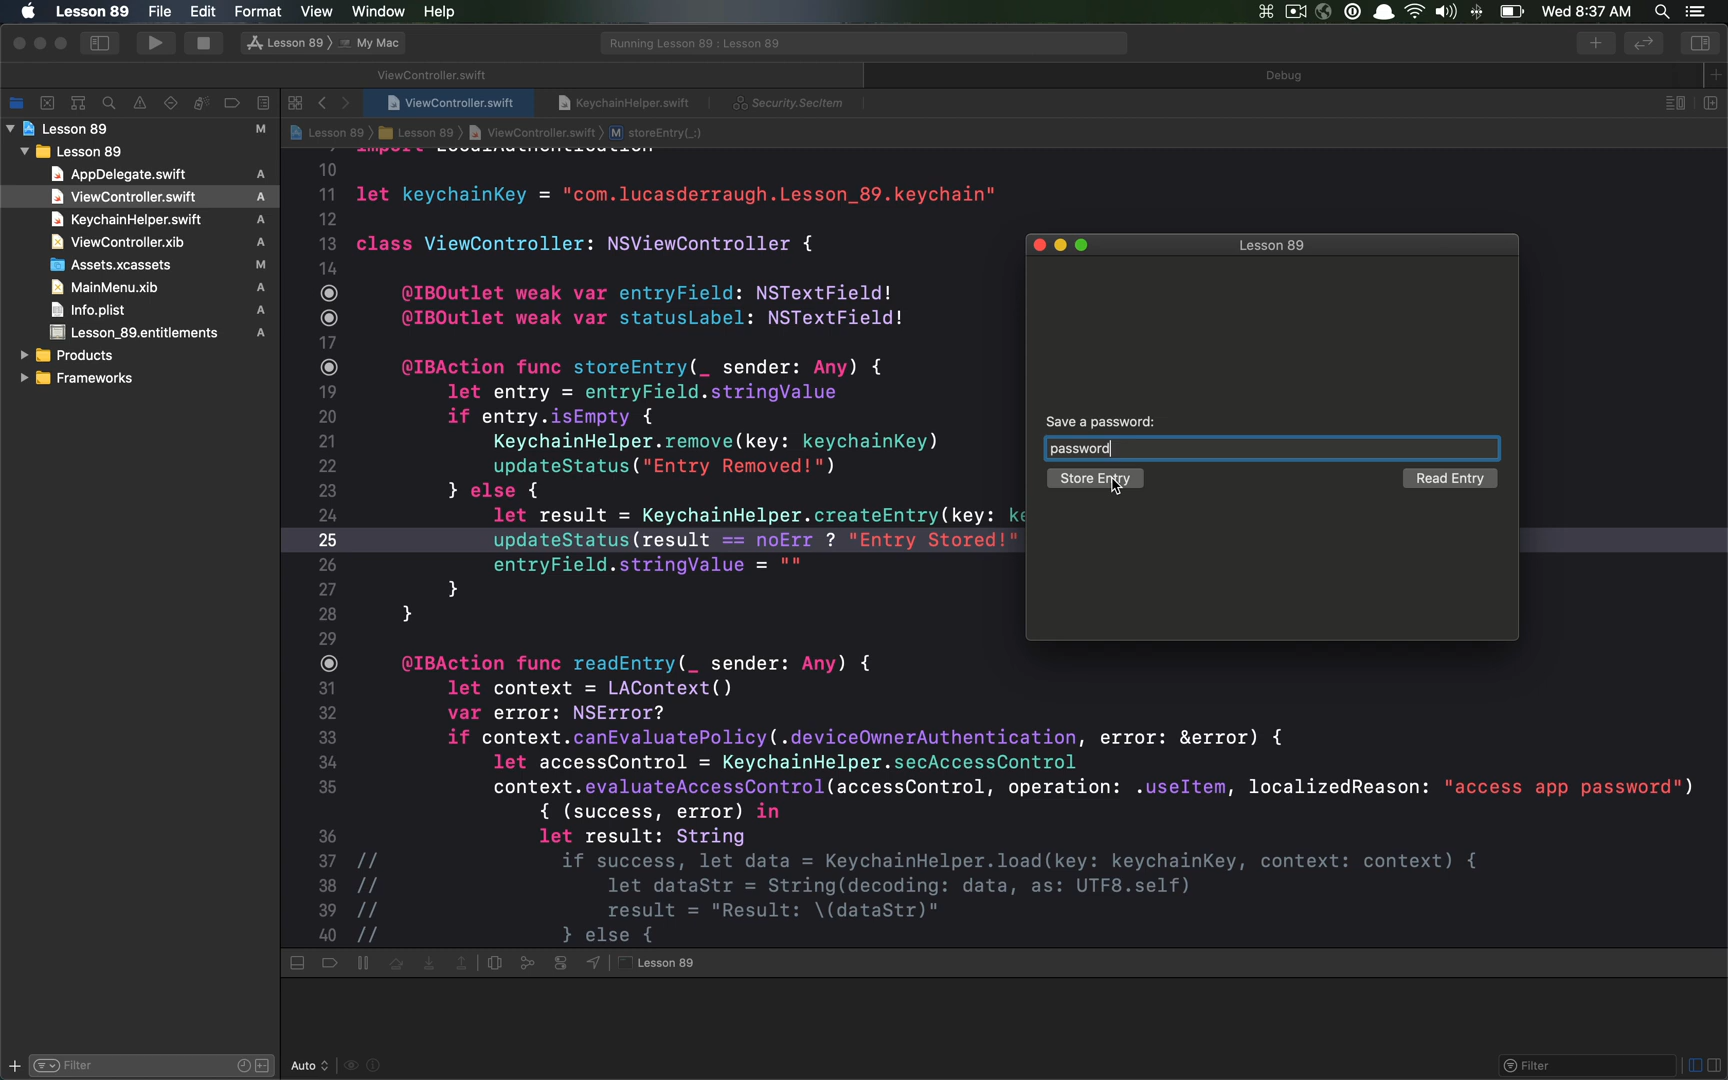 Lesson 89 File Edit Format View Window Help Wed 8:37 AM
Lesson 89 〉 My Mac Running Lesson 89 : Lesson 89
ViewController.swift Debug
ViewController.swift KeychainHelper.swift Security.SecItem
Lesson 89 〉 Lesson 89 〉 ViewController.swift 〉 M storeEntry(_:)
Lesson 89 M
Lesson 89
AppDelegate.swift A
ViewController.swift A
KeychainHelper.swift A
ViewController.xib A
Assets.xcassets M
MainMenu.xib A
Info.plist A
Lesson_89.entitlements A
Products
Frameworks
import LocalAuthentication
10
11 let keychainKey = "com.lucasderraugh.Lesson_89.keychain"
12
13 class ViewController: NSViewController {
14
@IBOutlet weak var entryField: NSTextField!
@IBOutlet weak var statusLabel: NSTextField!
17
@IBAction func storeEntry(_ sender: Any) {
19 let entry = entryField.stringValue
20 if entry.isEmpty {
21 KeychainHelper.remove(key: keychainKey)
22 updateStatus("Entry Removed!")
23 } else {
24 let result = KeychainHelper.createEntry(key: ke
25 updateStatus(result == noErr ? "Entry Stored!"
26 entryField.stringValue = ""
27 }
28 }
29
@IBAction func readEntry(_ sender: Any) {
31 let context = LAContext()
32 var error: NSError?
33 if context.canEvaluatePolicy(.deviceOwnerAuthentication, error: &error) {
34 let accessControl = KeychainHelper.secAccessControl
35 context.evaluateAccessControl(accessControl, operation: .useItem, localizedReason: "access app password")
{ (success, error) in
36 let result: String
37 // if success, let data = KeychainHelper.load(key: keychainKey, context: context) {
38 // let dataStr = String(decoding: data, as: UTF8.self)
39 // result = "Result: \(dataStr)"
40 // } else {
Lesson 89
Save a password:
password
Store Entry Read Entry
Lesson 89
Filter Auto Filter